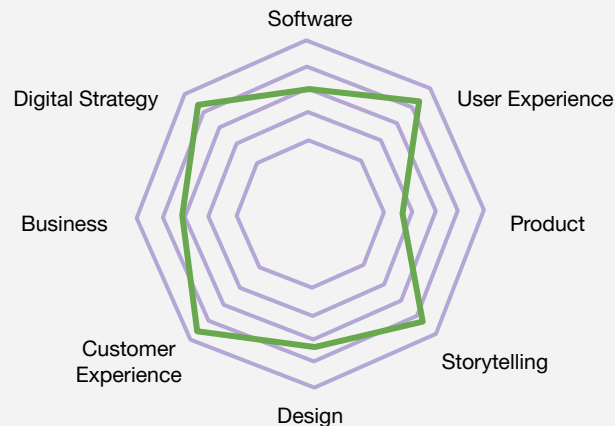 Software
Digital Strategy
User Experience
Business
Product
Customer
Experience
Storytelling
Design